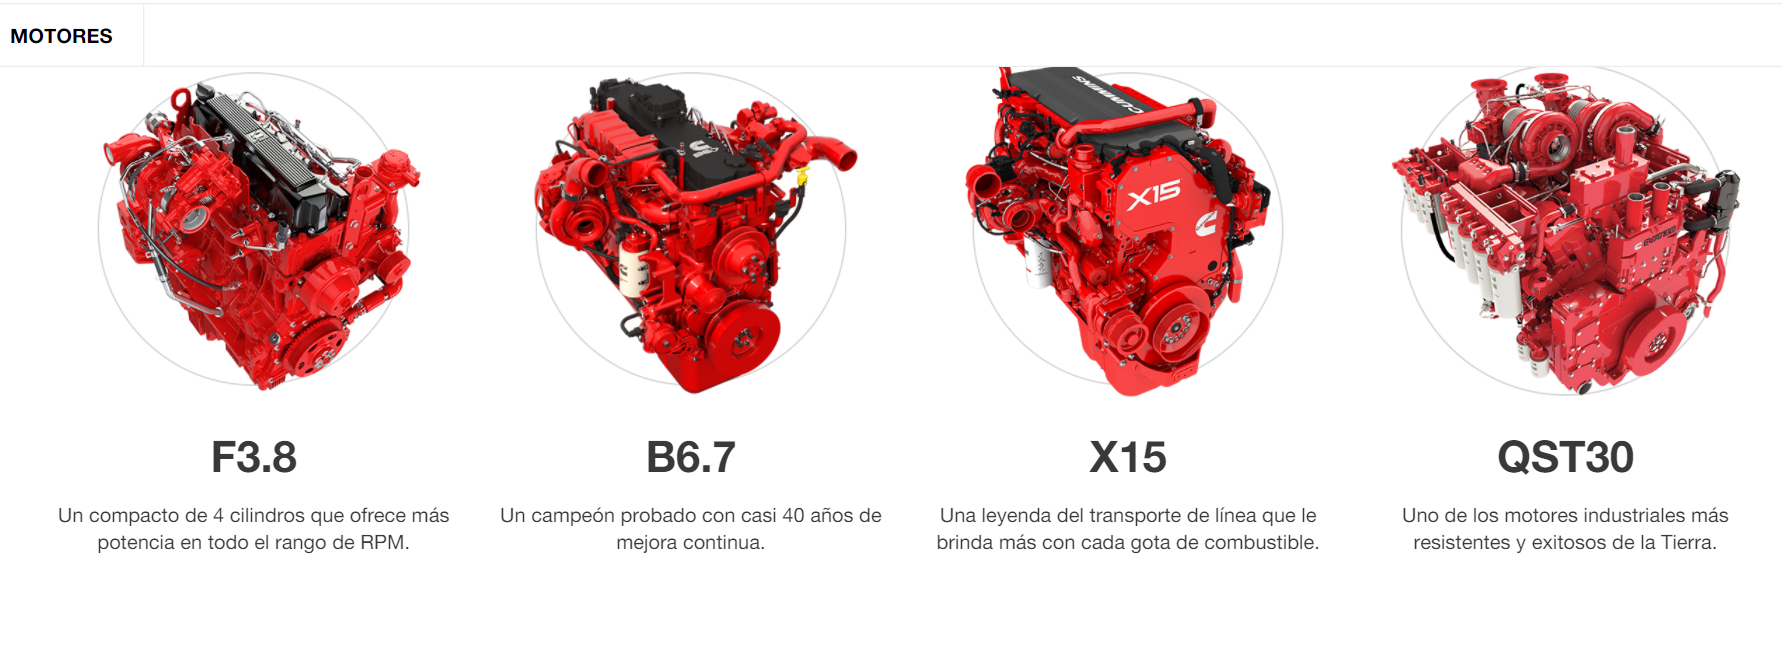 MOTORES
CUMMINS
X15
F3.8
Un compacto de 4 cilindros que ofrece más
potencia en todo el rango de RPM.
B6.7
Un campeón probado con casi 40 años de
mejora continua.
X15
Una leyenda del transporte de línea que le
brinda más con cada gota de combustible.
QST30
Uno de los motores industriales más
resistentes y exitosos de la Tierra.